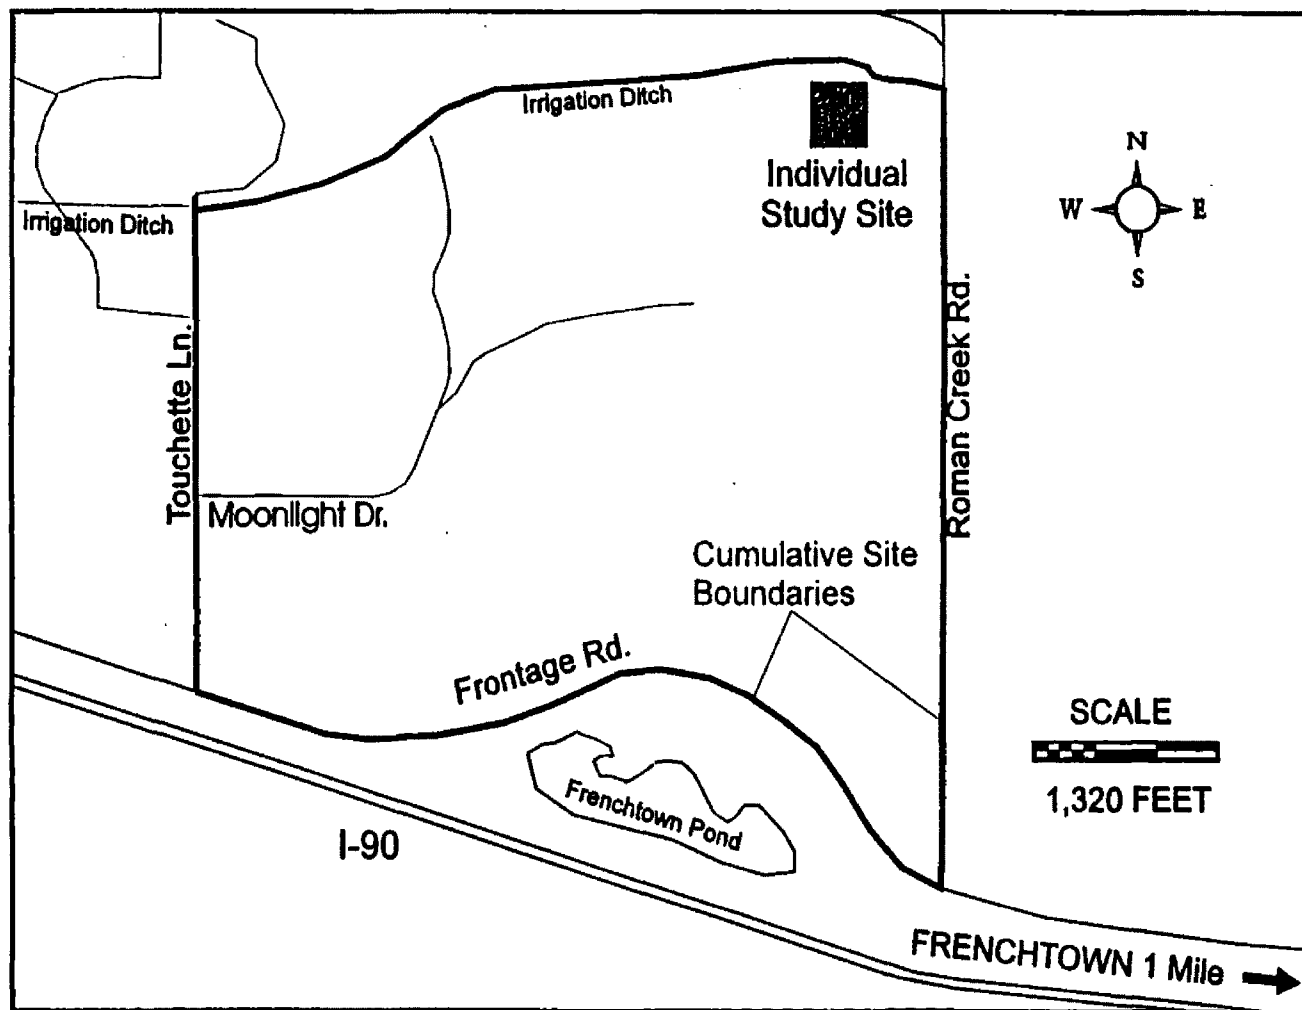 Irrigation Ditch
Individual
Study Site
N
W
E
S
Irrigation Ditch
Touchette Ln.
Roman Creek Rd.
Moonlight Dr.
Cumulative Site
Boundaries
Frontage Rd.
SCALE
1,320 FEET
Frenchtown Pond
I-90
FRENCHTOWN 1 Mile